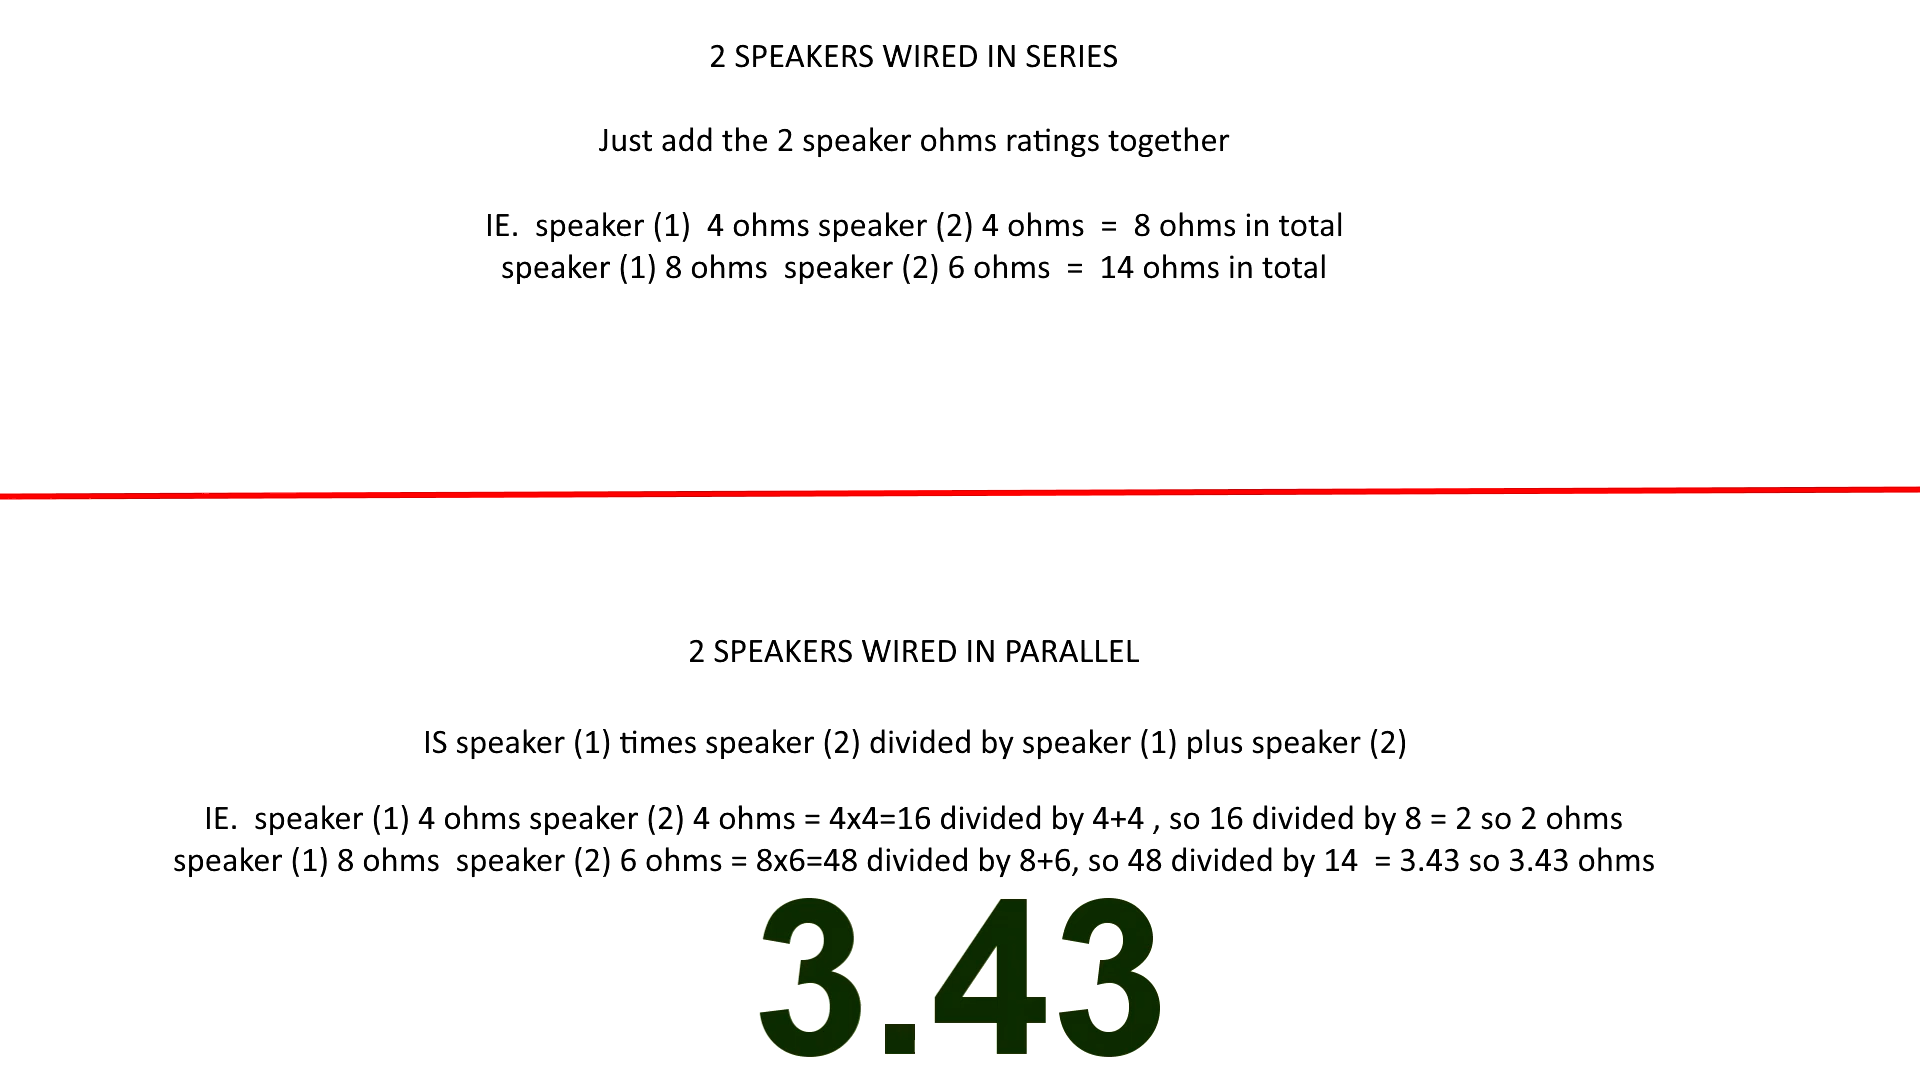 2 SPEAKERS WIRED IN SERIES
Just add the 2 speaker ohms ratings together
IE.  speaker (1)  4 ohms speaker (2) 4 ohms  =  8 ohms in total
speaker (1) 8 ohms  speaker (2) 6 ohms  =  14 ohms in total
2 SPEAKERS WIRED IN PARALLEL
IS speaker (1) times speaker (2) divided by speaker (1) plus speaker (2)
IE.  speaker (1) 4 ohms speaker (2) 4 ohms = 4x4=16 divided by 4+4 , so 16 divided by 8 = 2 so 2 ohms
speaker (1) 8 ohms  speaker (2) 6 ohms = 8x6=48 divided by 8+6, so 48 divided by 14  = 3.43 so 3.43 ohms
3.43